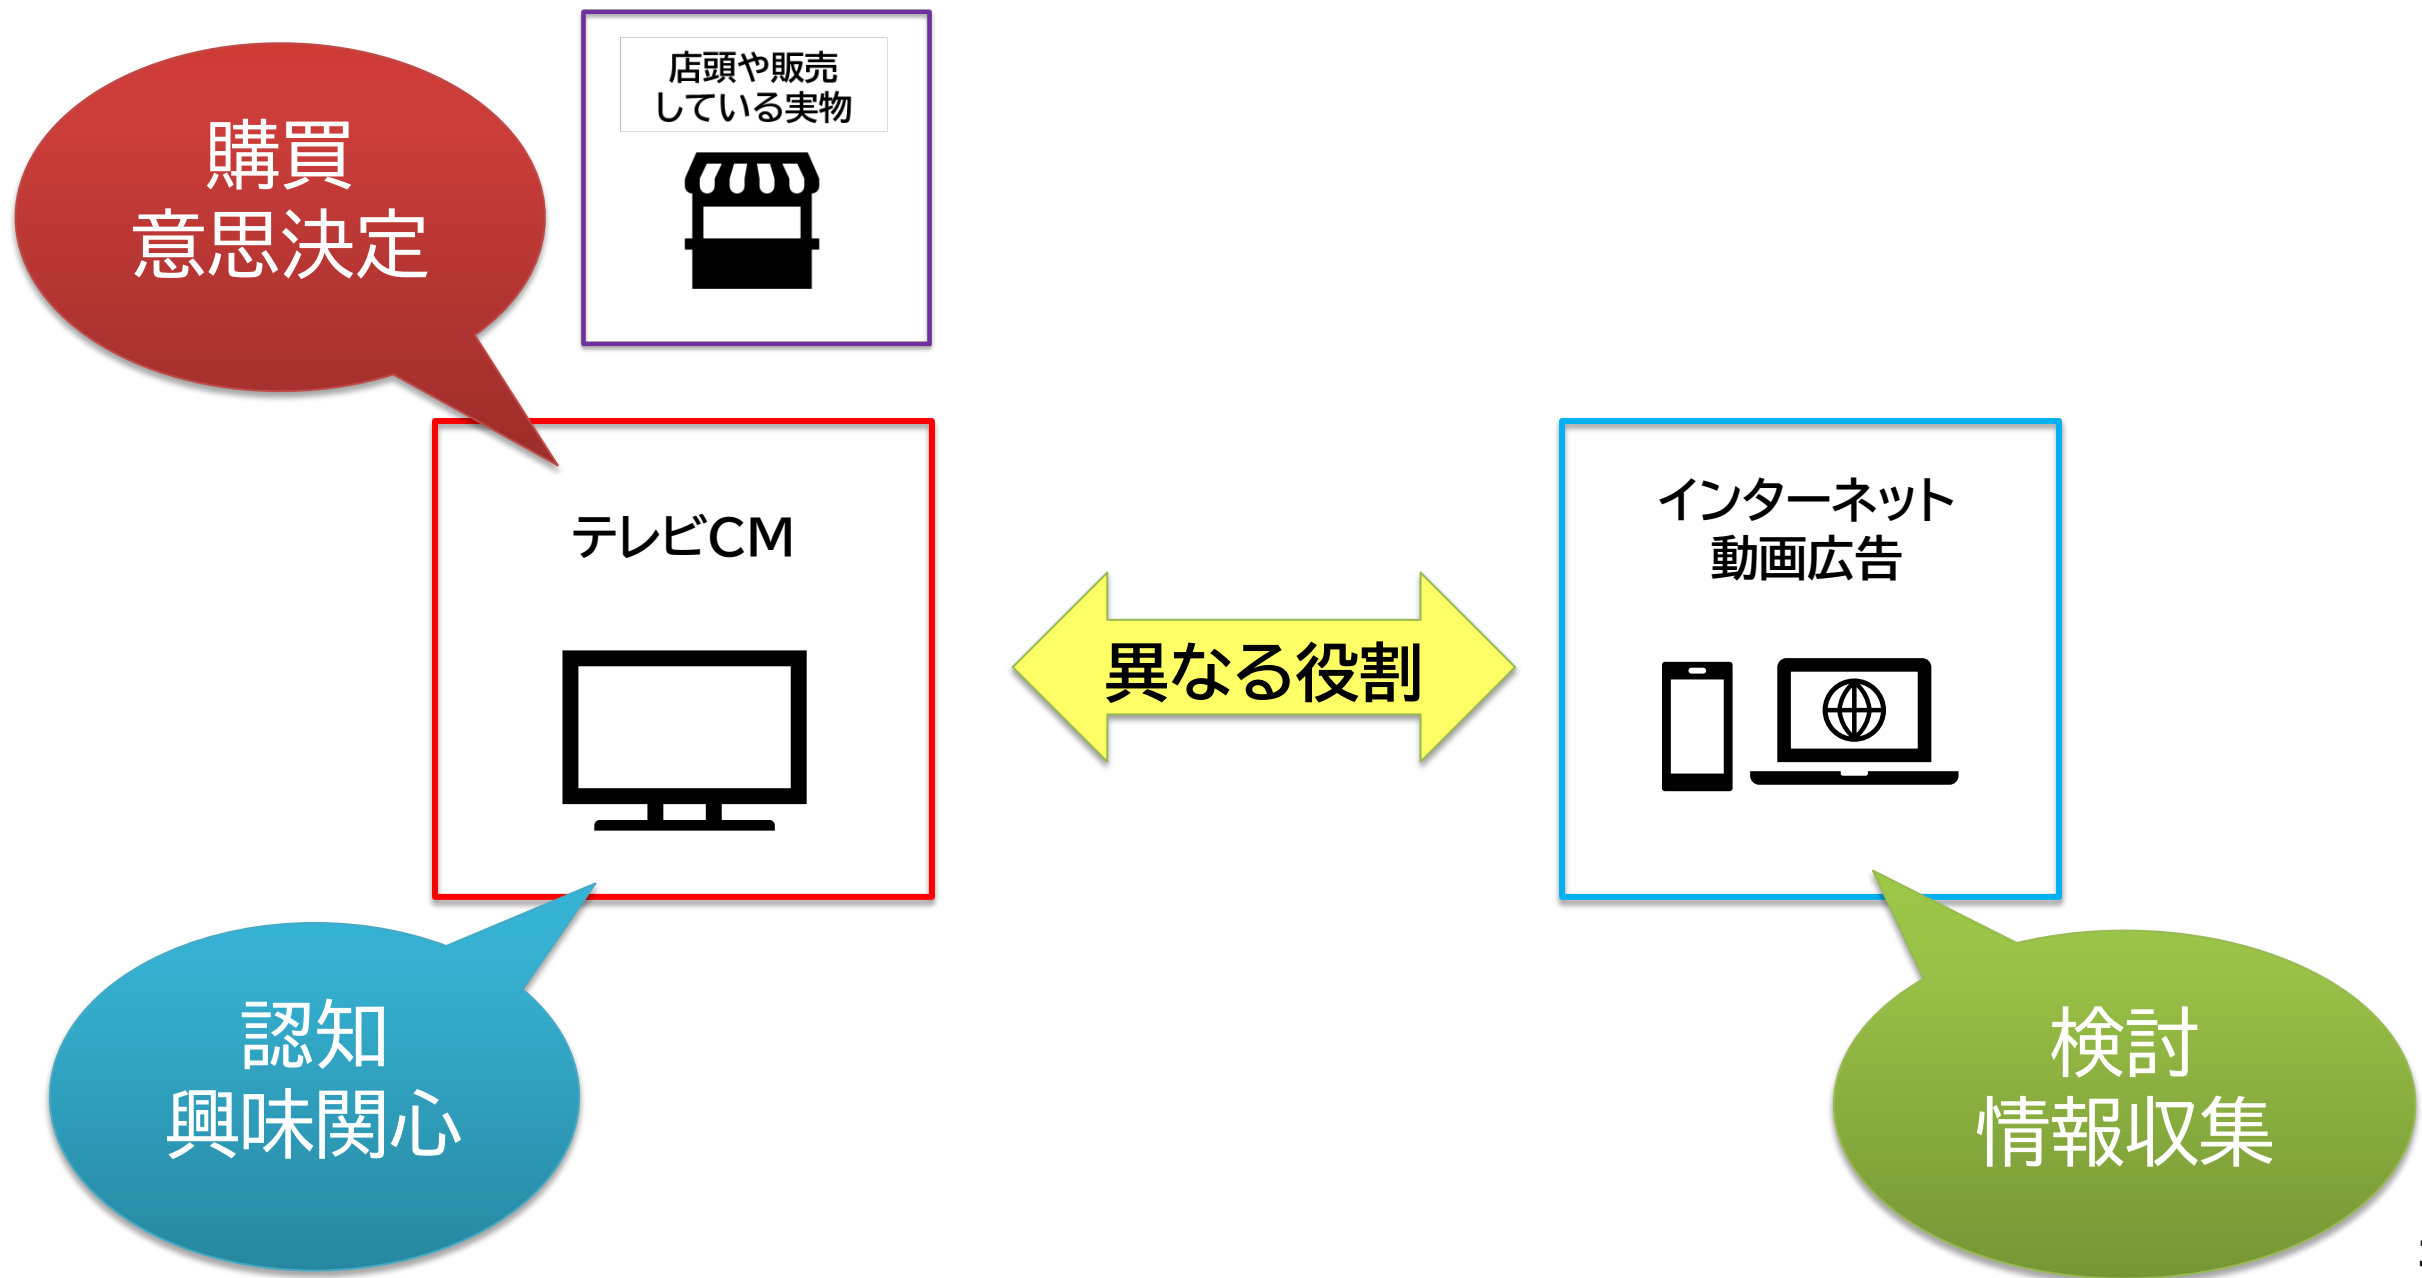 店頭や販売
している実物
購買
意思決定
テレビCM
インターネット
動画広告
異なる役割
認知
興味関心
検討
情報収集